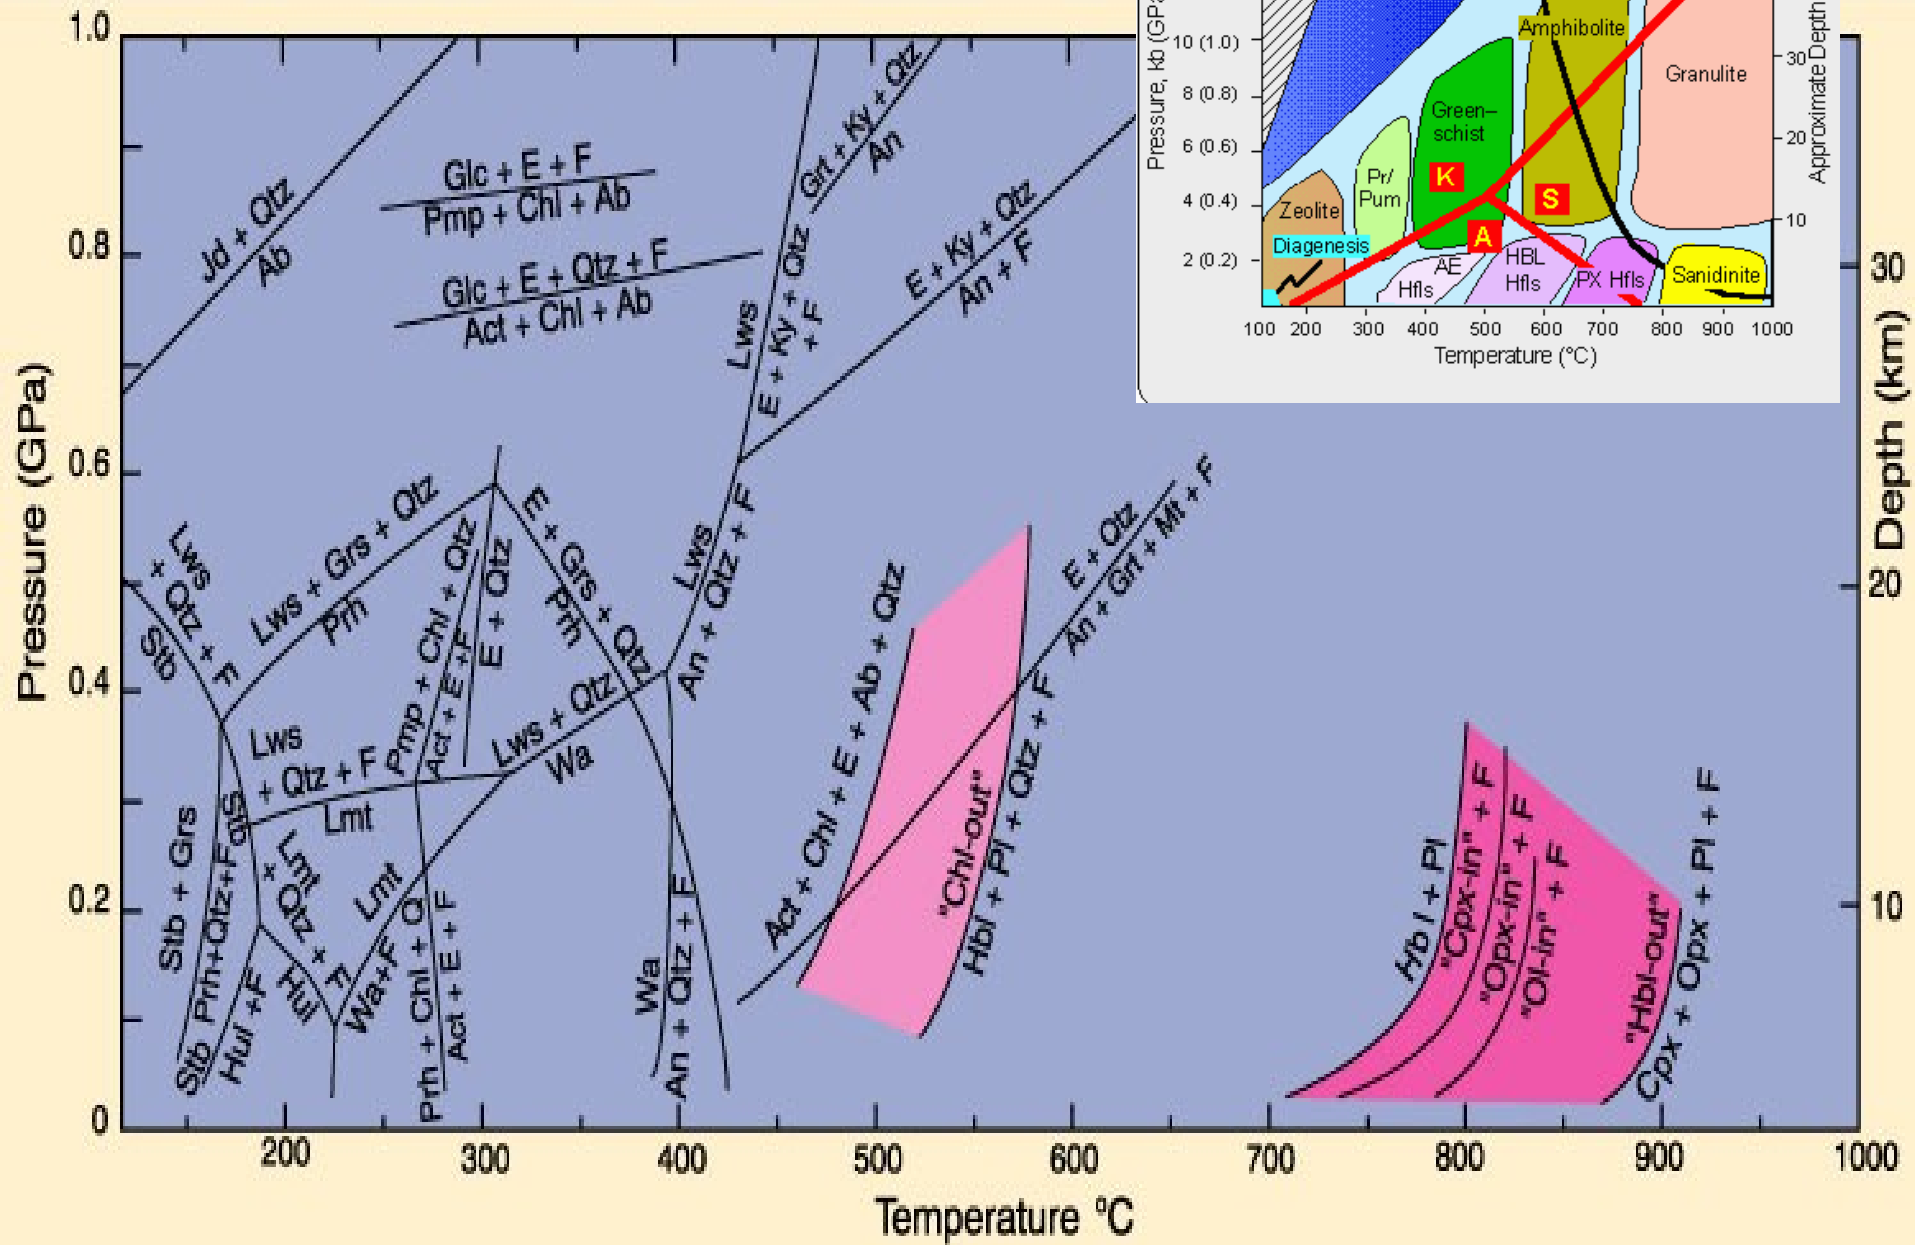 1.0
0.8
0.6
0.4
0.2
0
Pressure (GPa)
Jd + Qtz
Ab
Glc + E + F
Pmp + Chl + Ab
Glc + E + Qtz + F
Act + Chl + Ab
Lws
E + Ky + Qtz
+ F
Grt + Ky + Qtz
An
E + Ky + Qtz
An + F
Lws
+ Qtz + F
Stb
Lws + Grs + Qtz
Prh
Pmp + Chl + Qtz
Act + E +F
E + Qtz
E + Grs + Qtz
Prh
Lws
An + Qtz + F
Lws
+ Qtz + F
Lmt
Lws + Qtz
Wa
Stb + Grs
Prh+Qtz+F
Stb
Stb
Hul +F
Lmt
+ Qtz + F
Hul
Lmt
Wa+F
Prh + Chl + Q
Act + E + F
Wa
An + Qtz + F
Act + Chl + E + Ab + Qtz
"Chl-out"
Hbl + Pl + Qtz + F
E + Qtz
An + Grt + Mt + F
Hbl + Pl
"Cpx-in" + F
"Opx-in" + F
"Ol-in" + F
"Hbl-out"
Cpx + Opx + Pl + F
200
300
400
500
600
700
800
900
1000
Temperature ºC
30
20
10
Depth (km)
Pressure, kb (GPa
10 (1.0)
8 (0.8)
6 (0.6)
4 (0.4)
2 (0.2)
Amphibolite
Granulite
Green–
schist
Pr/
Pum
K
S
A
Zeolite
Diagenesis
AE
Hfls
HBL
Hfls
PX Hfls
Sanidinite
30
20
10
Approximate Depth
100
200
300
400
500
600
700
800
900
1000
Temperature (°C)